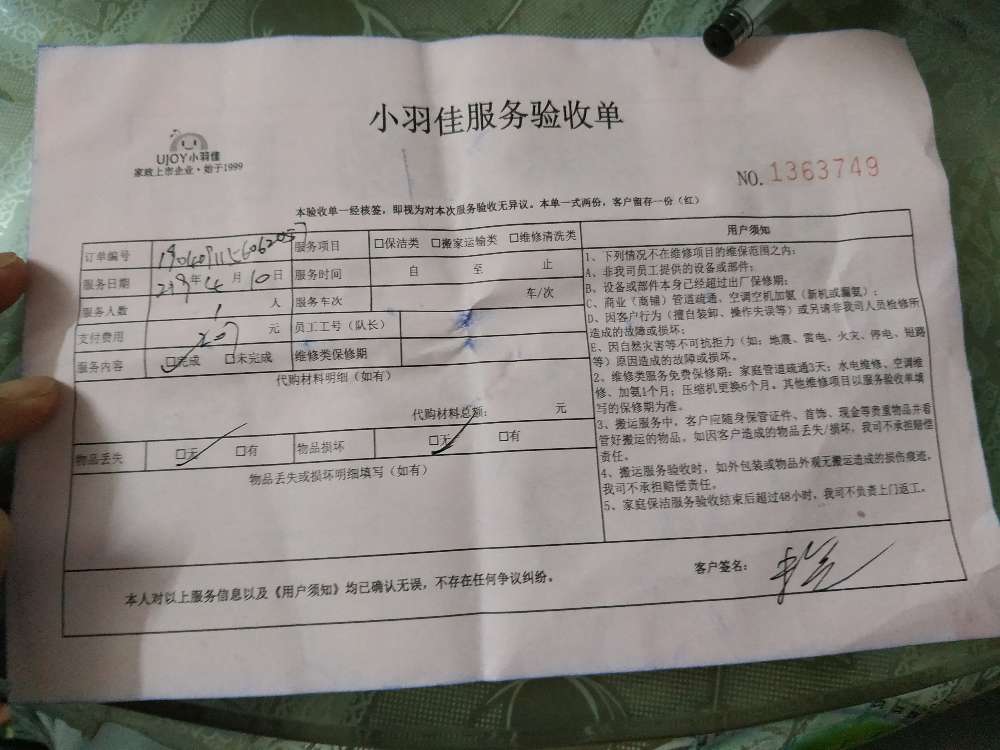 小羽佳服务验收单
UJOY小羽佳
家政上市企业·始于1999
NO. 1363749
本验收单一经核签，即视为对本次服务验收无异议。本单一式两份，客户留存一份（红）
订单编号 服务项目 □保洁类 □搬家运输类 □维修清洗类
服务日期 年 4 月 10 日 服务时间 自 至 止
服务人数 1 人 服务车次 车/次
支付费用 元 员工工号（队长）
服务内容 □完成 □未完成 维修类保修期
代购材料明细（如有）
代购材料总额： 元
物品丢失 □无 □有 物品损坏 □无 □有
物品丢失或损坏明细填写（如有）
用户须知
1、下列情况不在维修项目的维保范围之内：
A、非我司员工提供的设备或部件；
B、设备或部件本身已经超过出厂保修期；
C、商业（商铺）管道疏通，空调空机加氨（新机或漏氨）；
D、因客户行为（擅自装卸、操作失误等）或另请非我司人员检修所
造成的故障或损坏；
E、因自然灾害等不可抗拒力（如：地震、雷电、火灾、停电、短路
等）原因造成的故障或损坏。
2、维修类服务免费保修期：家庭管道疏通3天；水电维修、空调维
修、加氨1个月；压缩机更换6个月。其他维修项目以服务验收单填
写的保修期为准。
3、搬运服务中，客户应随身保管证件、首饰、现金等贵重物品并看
管好搬运的物品。如因客户造成的物品丢失/损坏，我司不承担赔偿
责任。
4、搬运服务验收时，如外包装或物品外观无搬运造成的损伤痕迹，
我司不承担赔偿责任。
5、家庭保洁服务验收结束后超过48小时，我司不负责上门返工。
本人对以上服务信息以及《用户须知》均已确认无误，不存在任何争议纠纷。
客户签名：